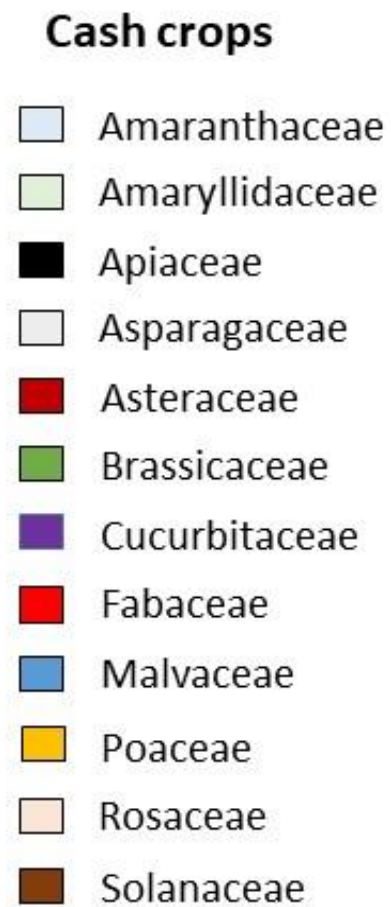 Cash crops
Amaranthaceae
Amaryllidaceae
Apiaceae
Asparagaceae
Asteraceae
Brassicaceae
Cucurbitaceae
Fabaceae
Malvaceae
Poaceae
Rosaceae
Solanaceae